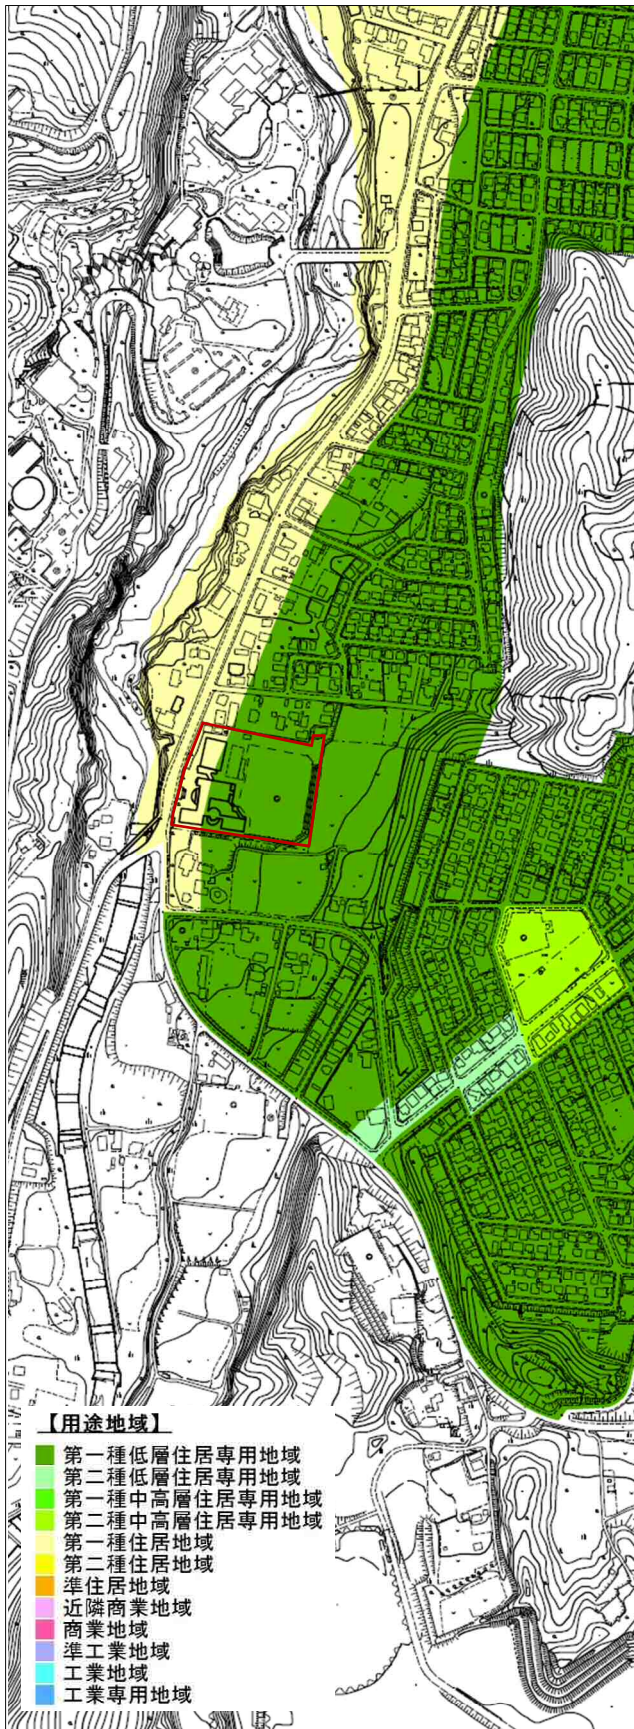 【用途地域】
第一種低層住居専用地域
第二種低層住居専用地域
第一種中高層住居専用地域
第二種中高層住居専用地域
第一種住居地域
第二種住居地域
準住居地域
近隣商業地域
商業地域
準工業地域
工業地域
工業専用地域